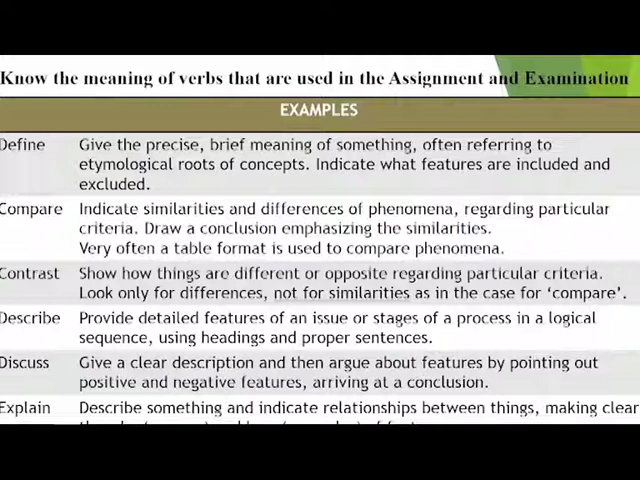 Know the meaning of verbs that are used in the Assignment and Examination
EXAMPLES
Define Give the precise, brief meaning of something, often referring to
etymological roots of concepts. Indicate what features are included and
excluded.
Compare Indicate similarities and differences of phenomena, regarding particular
criteria. Draw a conclusion emphasizing the similarities.
Very often a table format is used to compare phenomena.
Contrast Show how things are different or opposite regarding particular criteria.
Look only for differences, not for similarities as in the case for ‘compare’.
Describe Provide detailed features of an issue or stages of a process in a logical
sequence, using headings and proper sentences.
Discuss Give a clear description and then argue about features by pointing out
positive and negative features, arriving at a conclusion.
Explain Describe something and indicate relationships between things, making clear